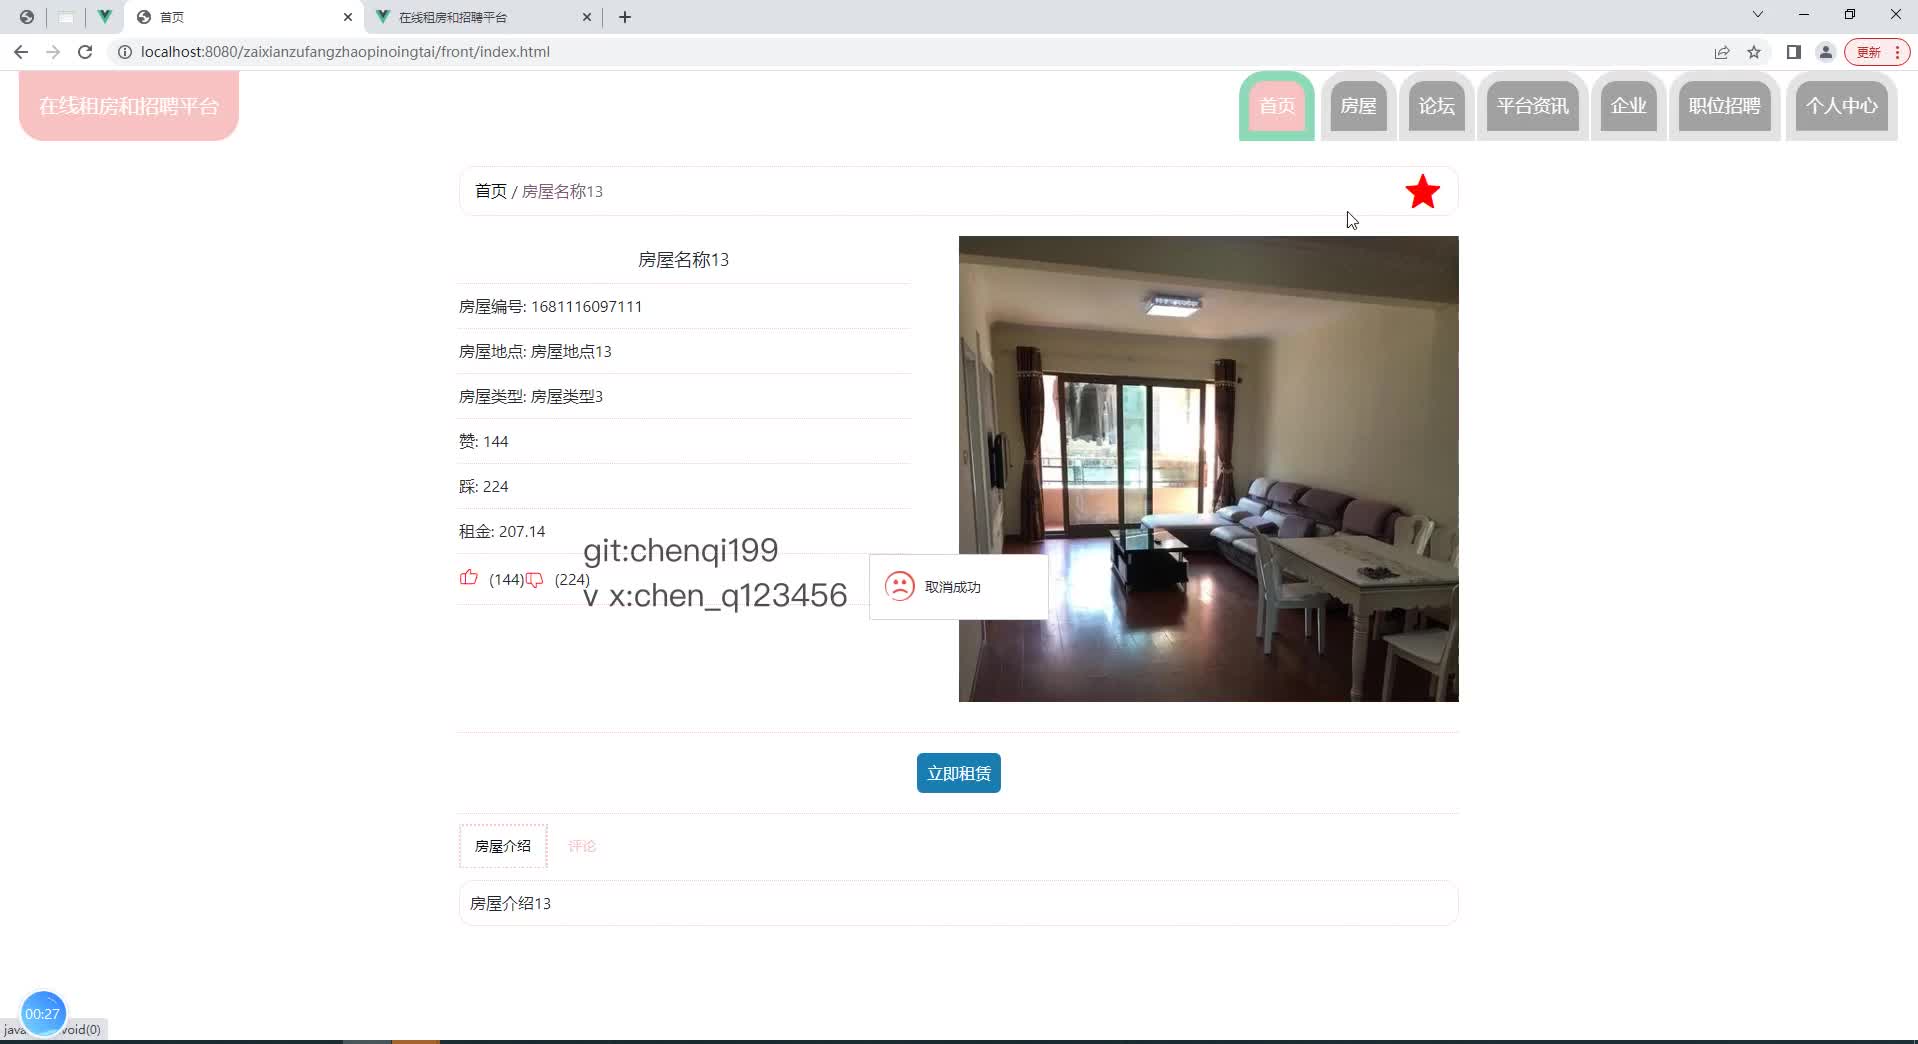 首页
在线租房和招聘平台
localhost:8080/zaixianzufangzhaopinoingtai/front/index.html
更新
在线租房和招聘平台
首页
房屋
论坛
平台资讯
企业
职位招聘
个人中心
首页 / 房屋名称13
房屋名称13
房屋编号: 1681116097111
房屋地点: 房屋地点13
房屋类型: 房屋类型3
赞: 144
踩: 224
租金: 207.14
(144) (224)
git:chenqi199
v x:chen_q123456
取消成功
立即租赁
房屋介绍
评论
房屋介绍13
00:27
java void(0)